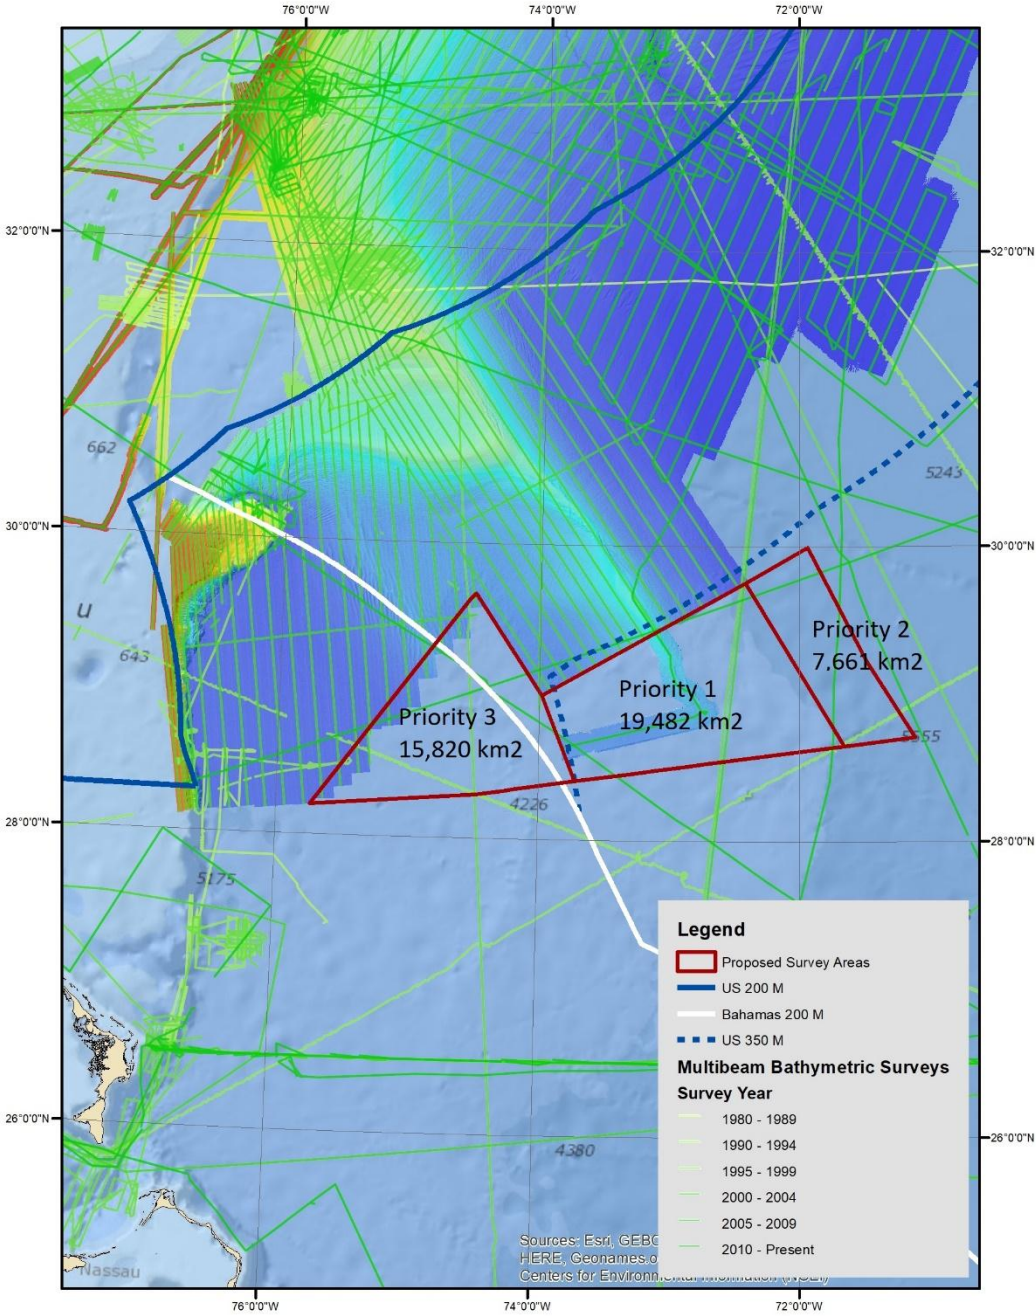 76°0'0"W
74°0'0"W
72°0'0"W
32°0'0"N
32°0'0"N
662
5243
30°0'0"N
30°0'0"N
u
Priority 2
7,661 km2
643
Priority 1
19,482 km2
Priority 3
15,820 km2
5555
4226
28°0'0"N
28°0'0"N
5175
Legend
Proposed Survey Areas
US 200 M
Bahamas 200 M
US 350 M
Multibeam Bathymetric Surveys
Survey Year
1980 - 1989
1990 - 1994
1995 - 1999
2000 - 2004
2005 - 2009
2010 - Present
26°0'0"N
26°0'0"N
4380
Sources: Esri, GEBC
HERE, Geonames.o
Centers for Environmental Information (NCEI)
Nassau
76°0'0"W
74°0'0"W
72°0'0"W